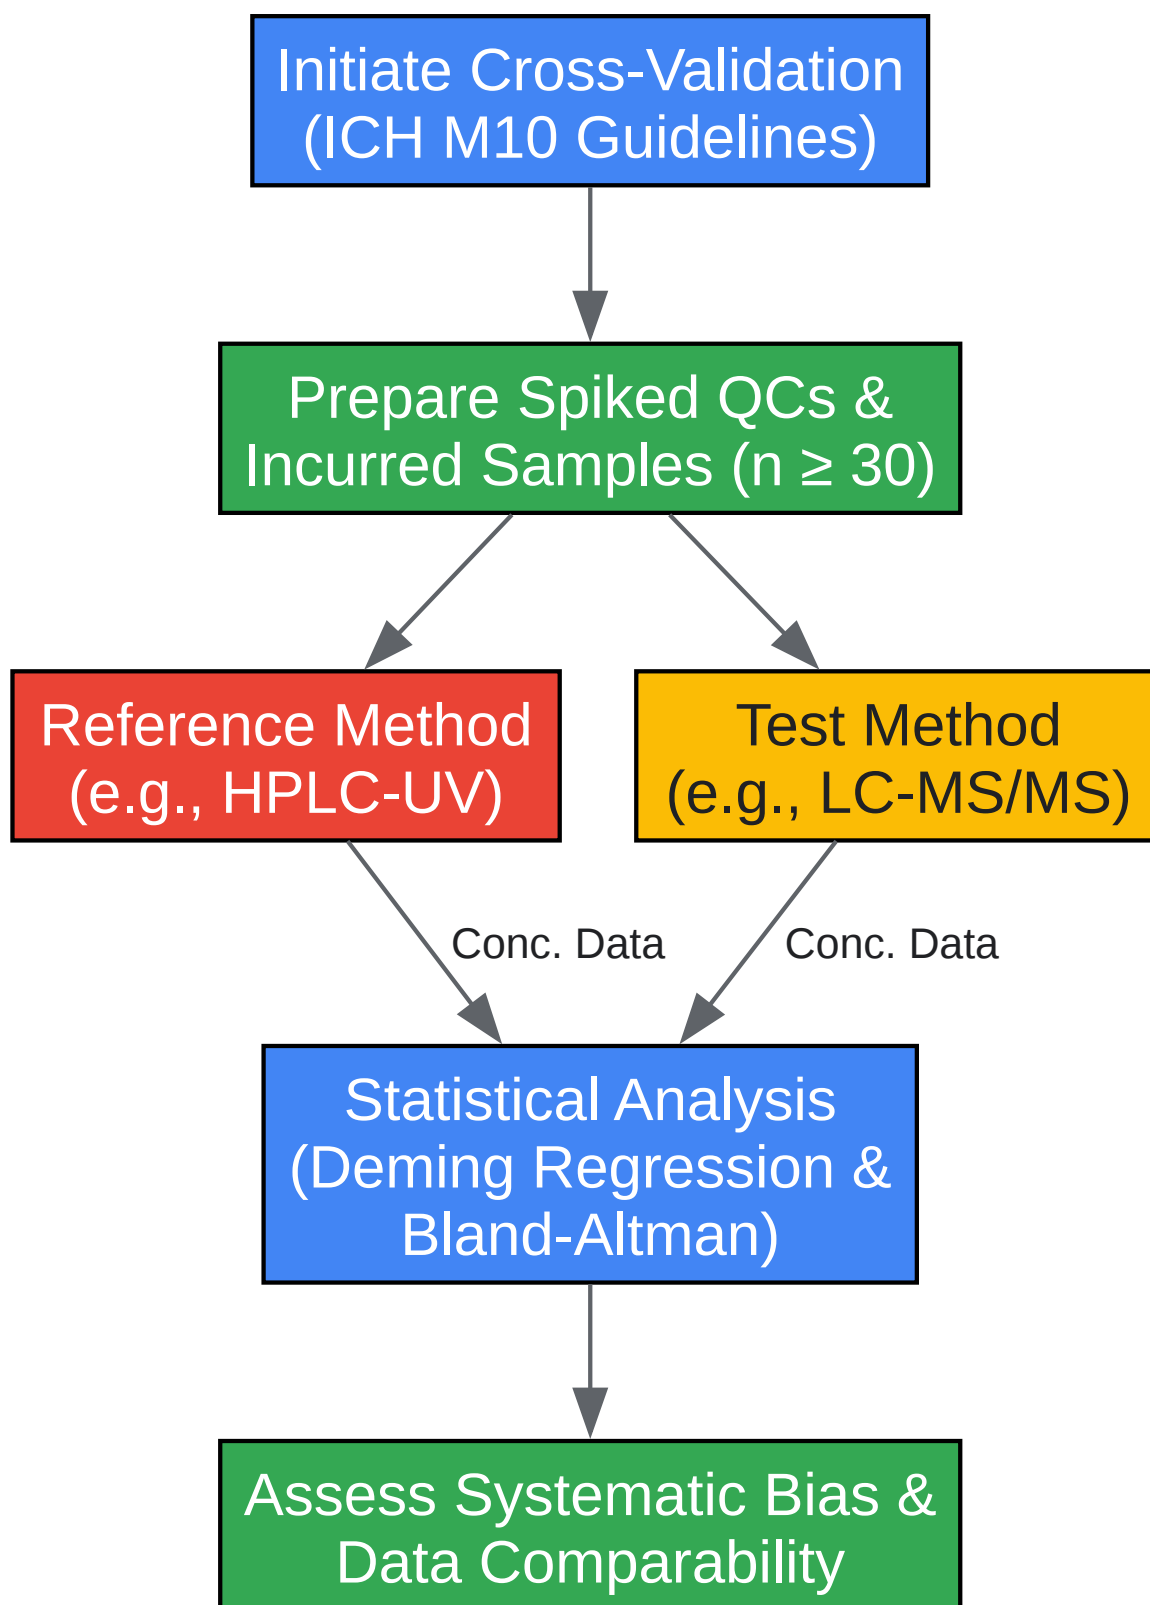 Initiate Cross-Validation
(ICH M10 Guidelines)
Prepare Spiked QCs &
Incurred Samples (n ≥ 30)
Reference Method
(e.g., HPLC-UV)
Test Method
(e.g., LC-MS/MS)
Conc. Data
Conc. Data
Statistical Analysis
(Deming Regression &
Bland-Altman)
Assess Systematic Bias &
Data Comparability